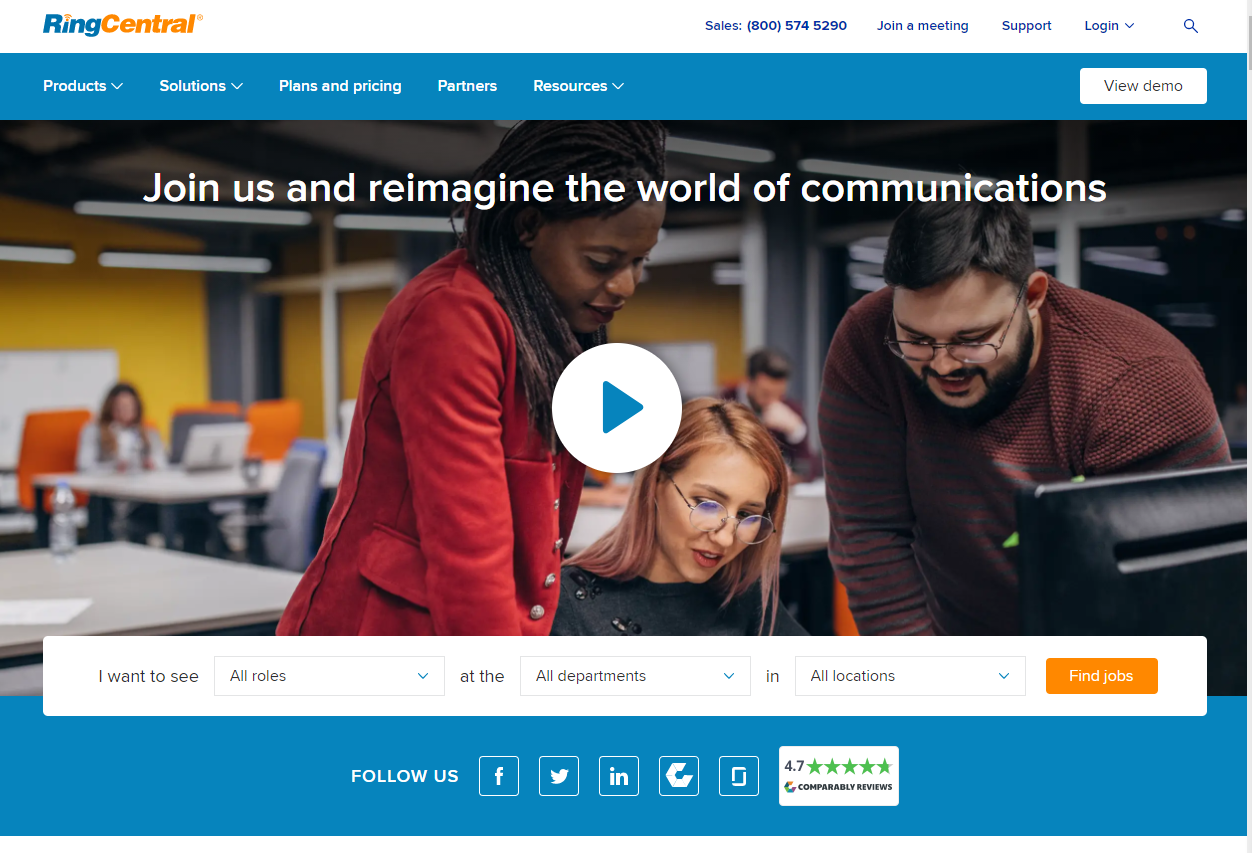 RingCentral®
Sales: (800) 574 5290 Join a meeting Support Login
Products Solutions Plans and pricing Partners Resources View demo
Join us and reimagine the world of communications
I want to see All roles at the All departments in All locations Find jobs
FOLLOW US
4.7
COMPARABLY REVIEWS